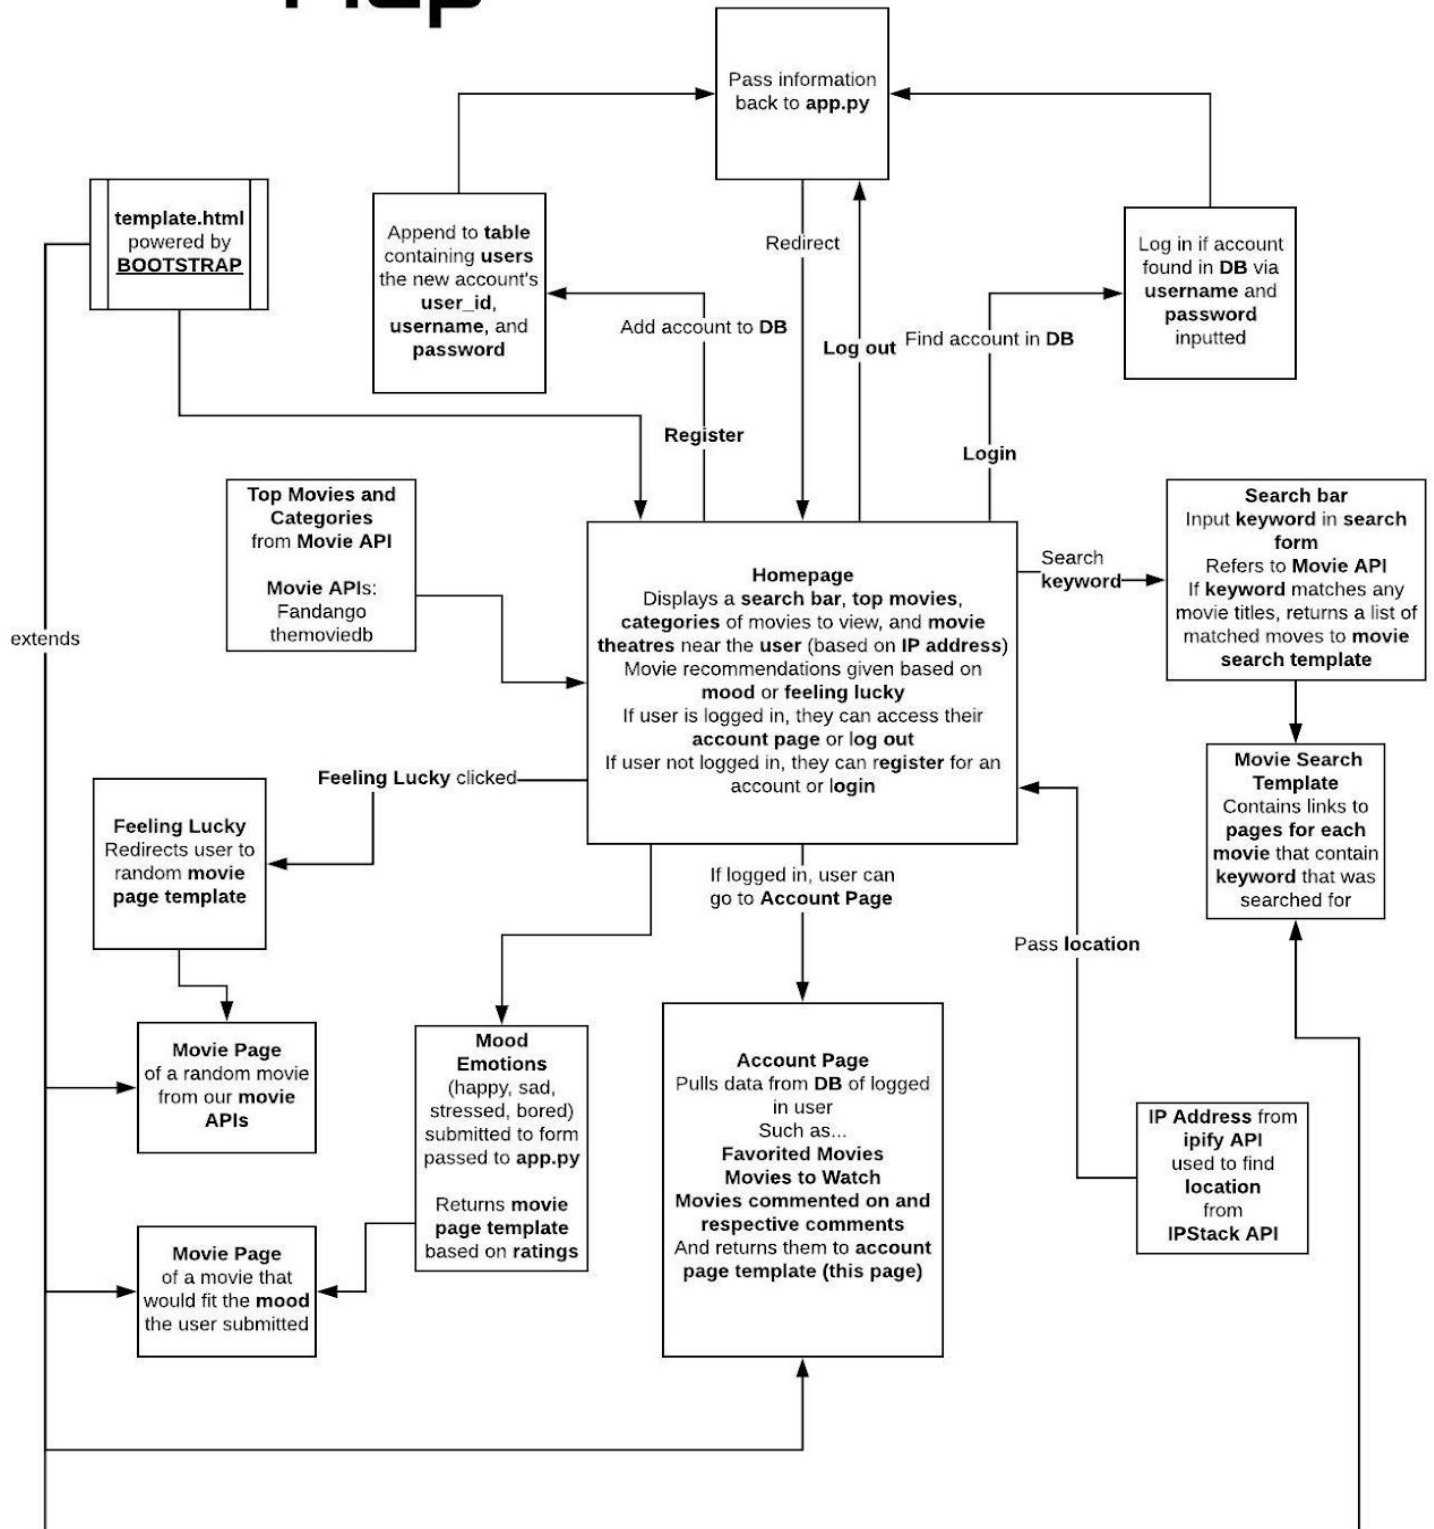 Map
Pass information
back to app.py
template.html
powered by
BOOTSTRAP
Append to table
containing users
the new account's
user_id,
username, and
password
Redirect
Log in if account
found in DB via
username and
password
inputted
Add account to DB
Log out
Find account in DB
Register
Login
Top Movies and
Categories
from Movie API
Movie APIs:
Fandango
themoviedb
Homepage
Displays a search bar, top movies,
categories of movies to view, and movie
theatres near the user (based on IP address)
Movie recommendations given based on
mood or feeling lucky
If user is logged in, they can access their
account page or log out
If user not logged in, they can register for an
account or login
Search
keyword
Search bar
Input keyword in search
form
Refers to Movie API
If keyword matches any
movie titles, returns a list of
matched moves to movie
search template
extends
Feeling Lucky clicked
Feeling Lucky
Redirects user to
random movie
page template
If logged in, user can
go to Account Page
Movie Search
Template
Contains links to
pages for each
movie that contain
keyword that was
searched for
Pass location
Movie Page
of a random movie
from our movie
APIs
Mood
Emotions
(happy, sad,
stressed, bored)
submitted to form
passed to app.py
Returns movie
page template
based on ratings
Account Page
Pulls data from DB of logged
in user
Such as...
Favorited Movies
Movies to Watch
Movies commented on and
respective comments
And returns them to account
page template (this page)
IP Address from
ipify API
used to find
location
from
IPStack API
Movie Page
of a movie that
would fit the mood
the user submitted